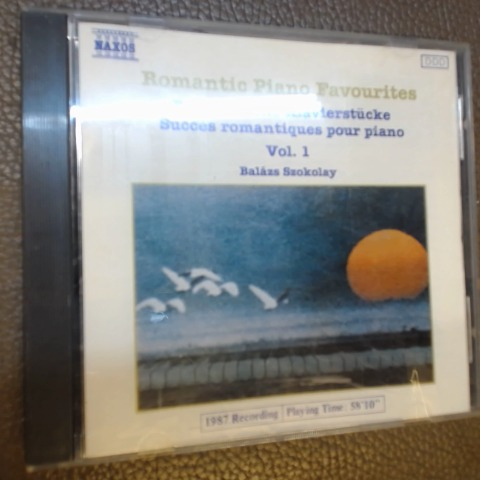 NAXOS
DDD
Romantic Piano Favourites
Klavierstücke
Succès romantiques pour piano
Vol. 1
Balázs Szokolay
1987 Recording Playing Time: 58'10"